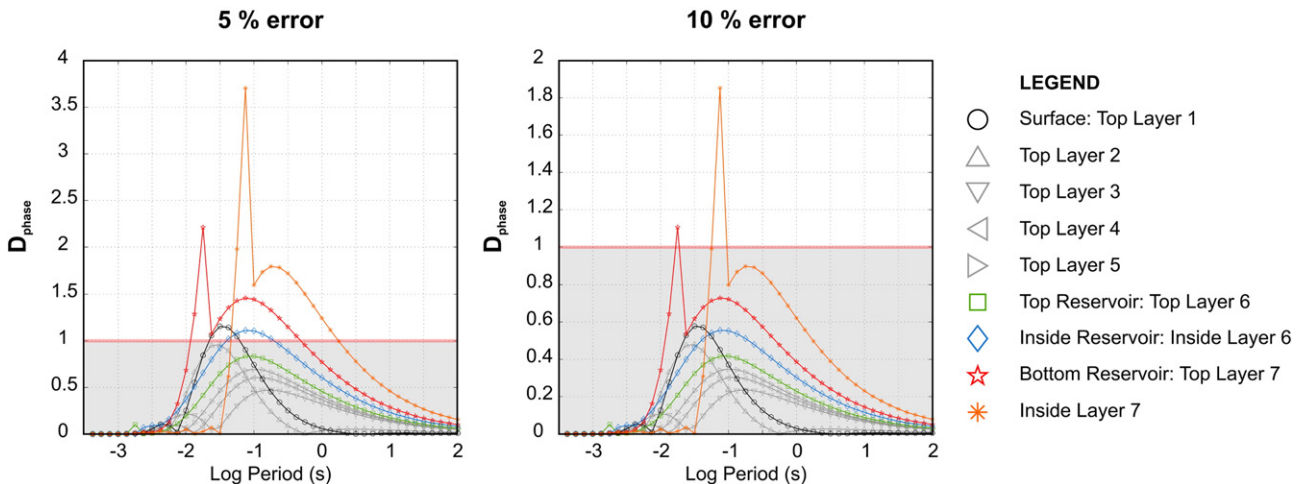 5 % error
10 % error
4
3.5
3
2.5
2
1.5
1
0.5
0
D phase
-3
-2
-1
0
1
2
Log Period (s)
2
1.8
1.6
1.4
1.2
1
0.8
0.6
0.4
0.2
0
D phase
-3
-2
-1
0
1
2
Log Period (s)
LEGEND
Surface: Top Layer 1
Top Layer 2
Top Layer 3
Top Layer 4
Top Layer 5
Top Reservoir: Top Layer 6
Inside Reservoir: Inside Layer 6
Bottom Reservoir: Top Layer 7
Inside Layer 7